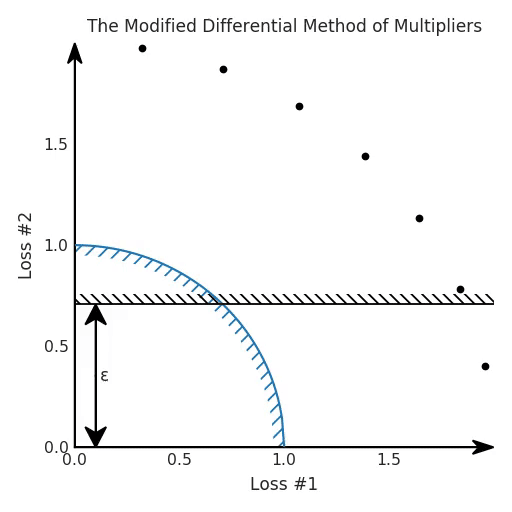 The Modified Differential Method of Multipliers
1.5
Loss #2
1.0
0.5
ε
0.0
0.0 0.5 1.0 1.5
Loss #1